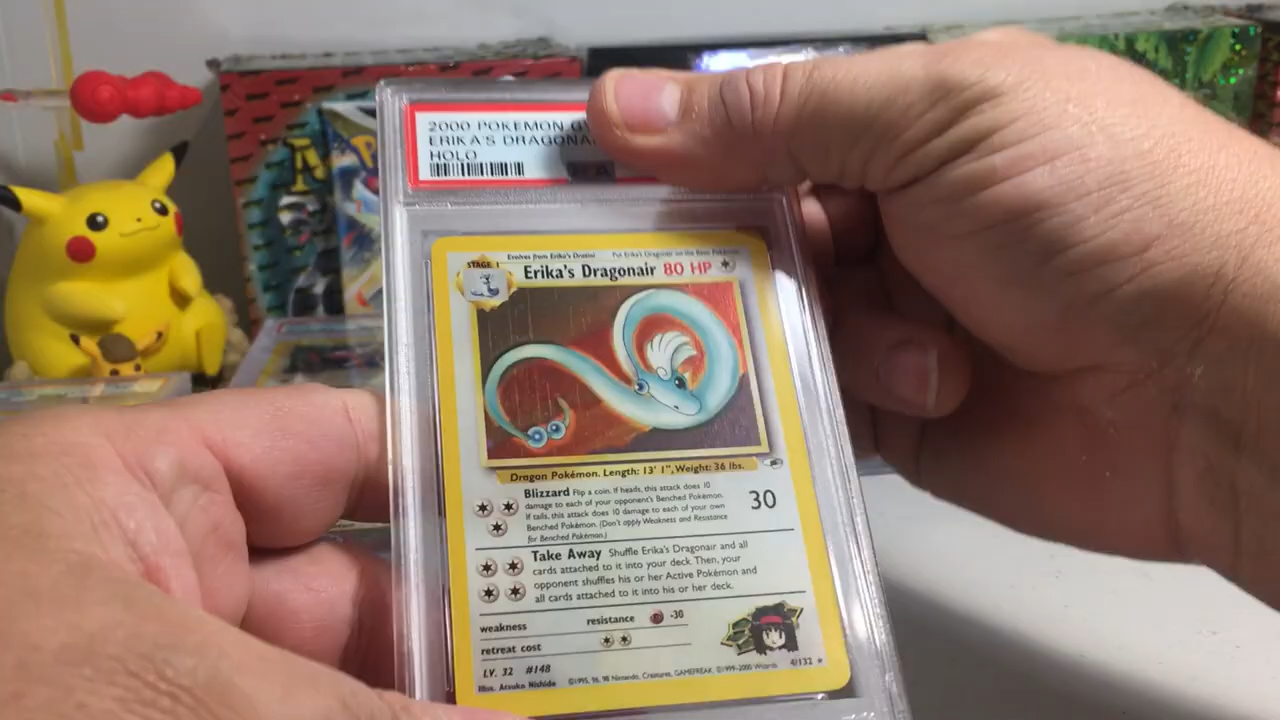 2000 POKEMON GY
ERIKA'S DRAGONAI
HOLO
STAGE 1
Evolves from Erika's Dratini
Put Erika's Dragonair on the Basic Pokémon
Erika's Dragonair 80 HP
Dragon Pokémon. Length: 13' 1", Weight: 36 lbs.
Blizzard Flip a coin. If heads, this attack does 10
damage to each of your opponent's Benched Pokémon.
If tails, this attack does 10 damage to each of your own
Benched Pokémon. (Don't apply Weakness and Resistance
for Benched Pokémon.)
30
Take Away Shuffle Erika's Dragonair and all
cards attached to it into your deck. Then, your
opponent shuffles his or her Active Pokémon and
all cards attached to it into his or her deck.
weakness
resistance -30
retreat cost
LV. 32 #148
4/132
Illus. Atsuko Nishida
©1995, 96, 98 Nintendo, Creatures, GAMEFREAK. ©1999-2000 Wizards.